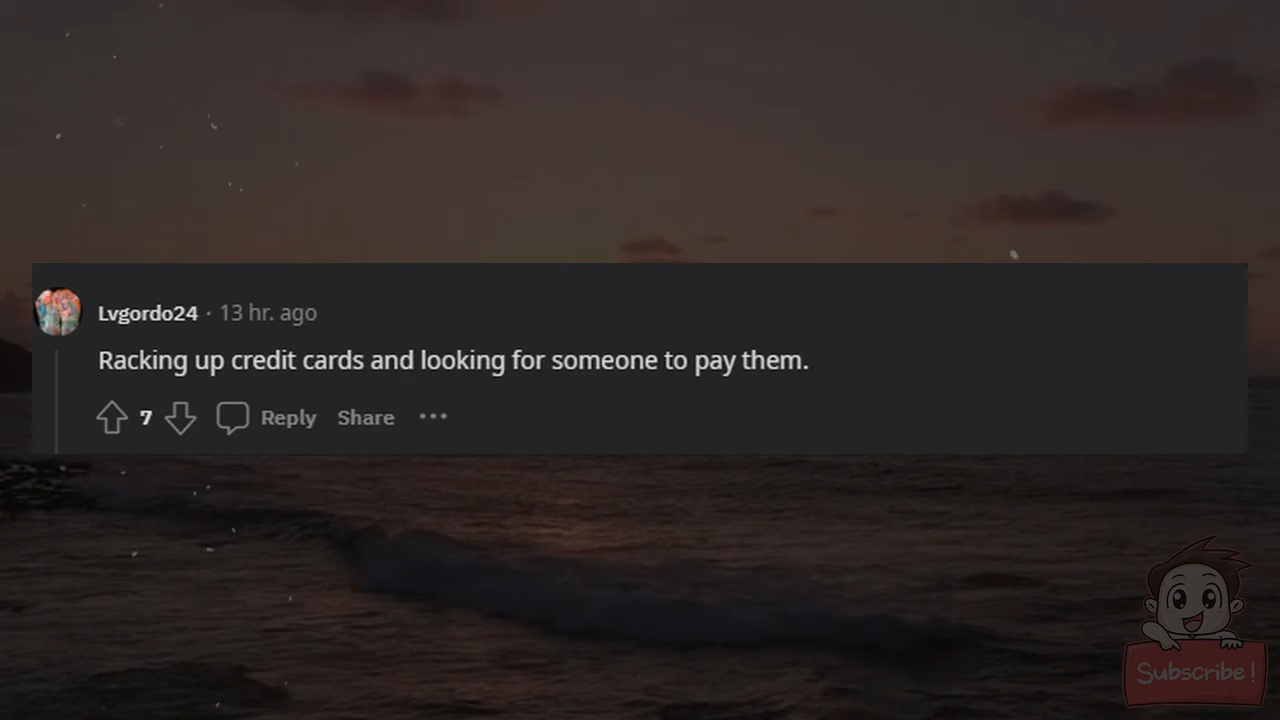 Lvgordo24 · 13 hr. ago
Racking up credit cards and looking for someone to pay them.
7 Reply Share ···
Subscribe!